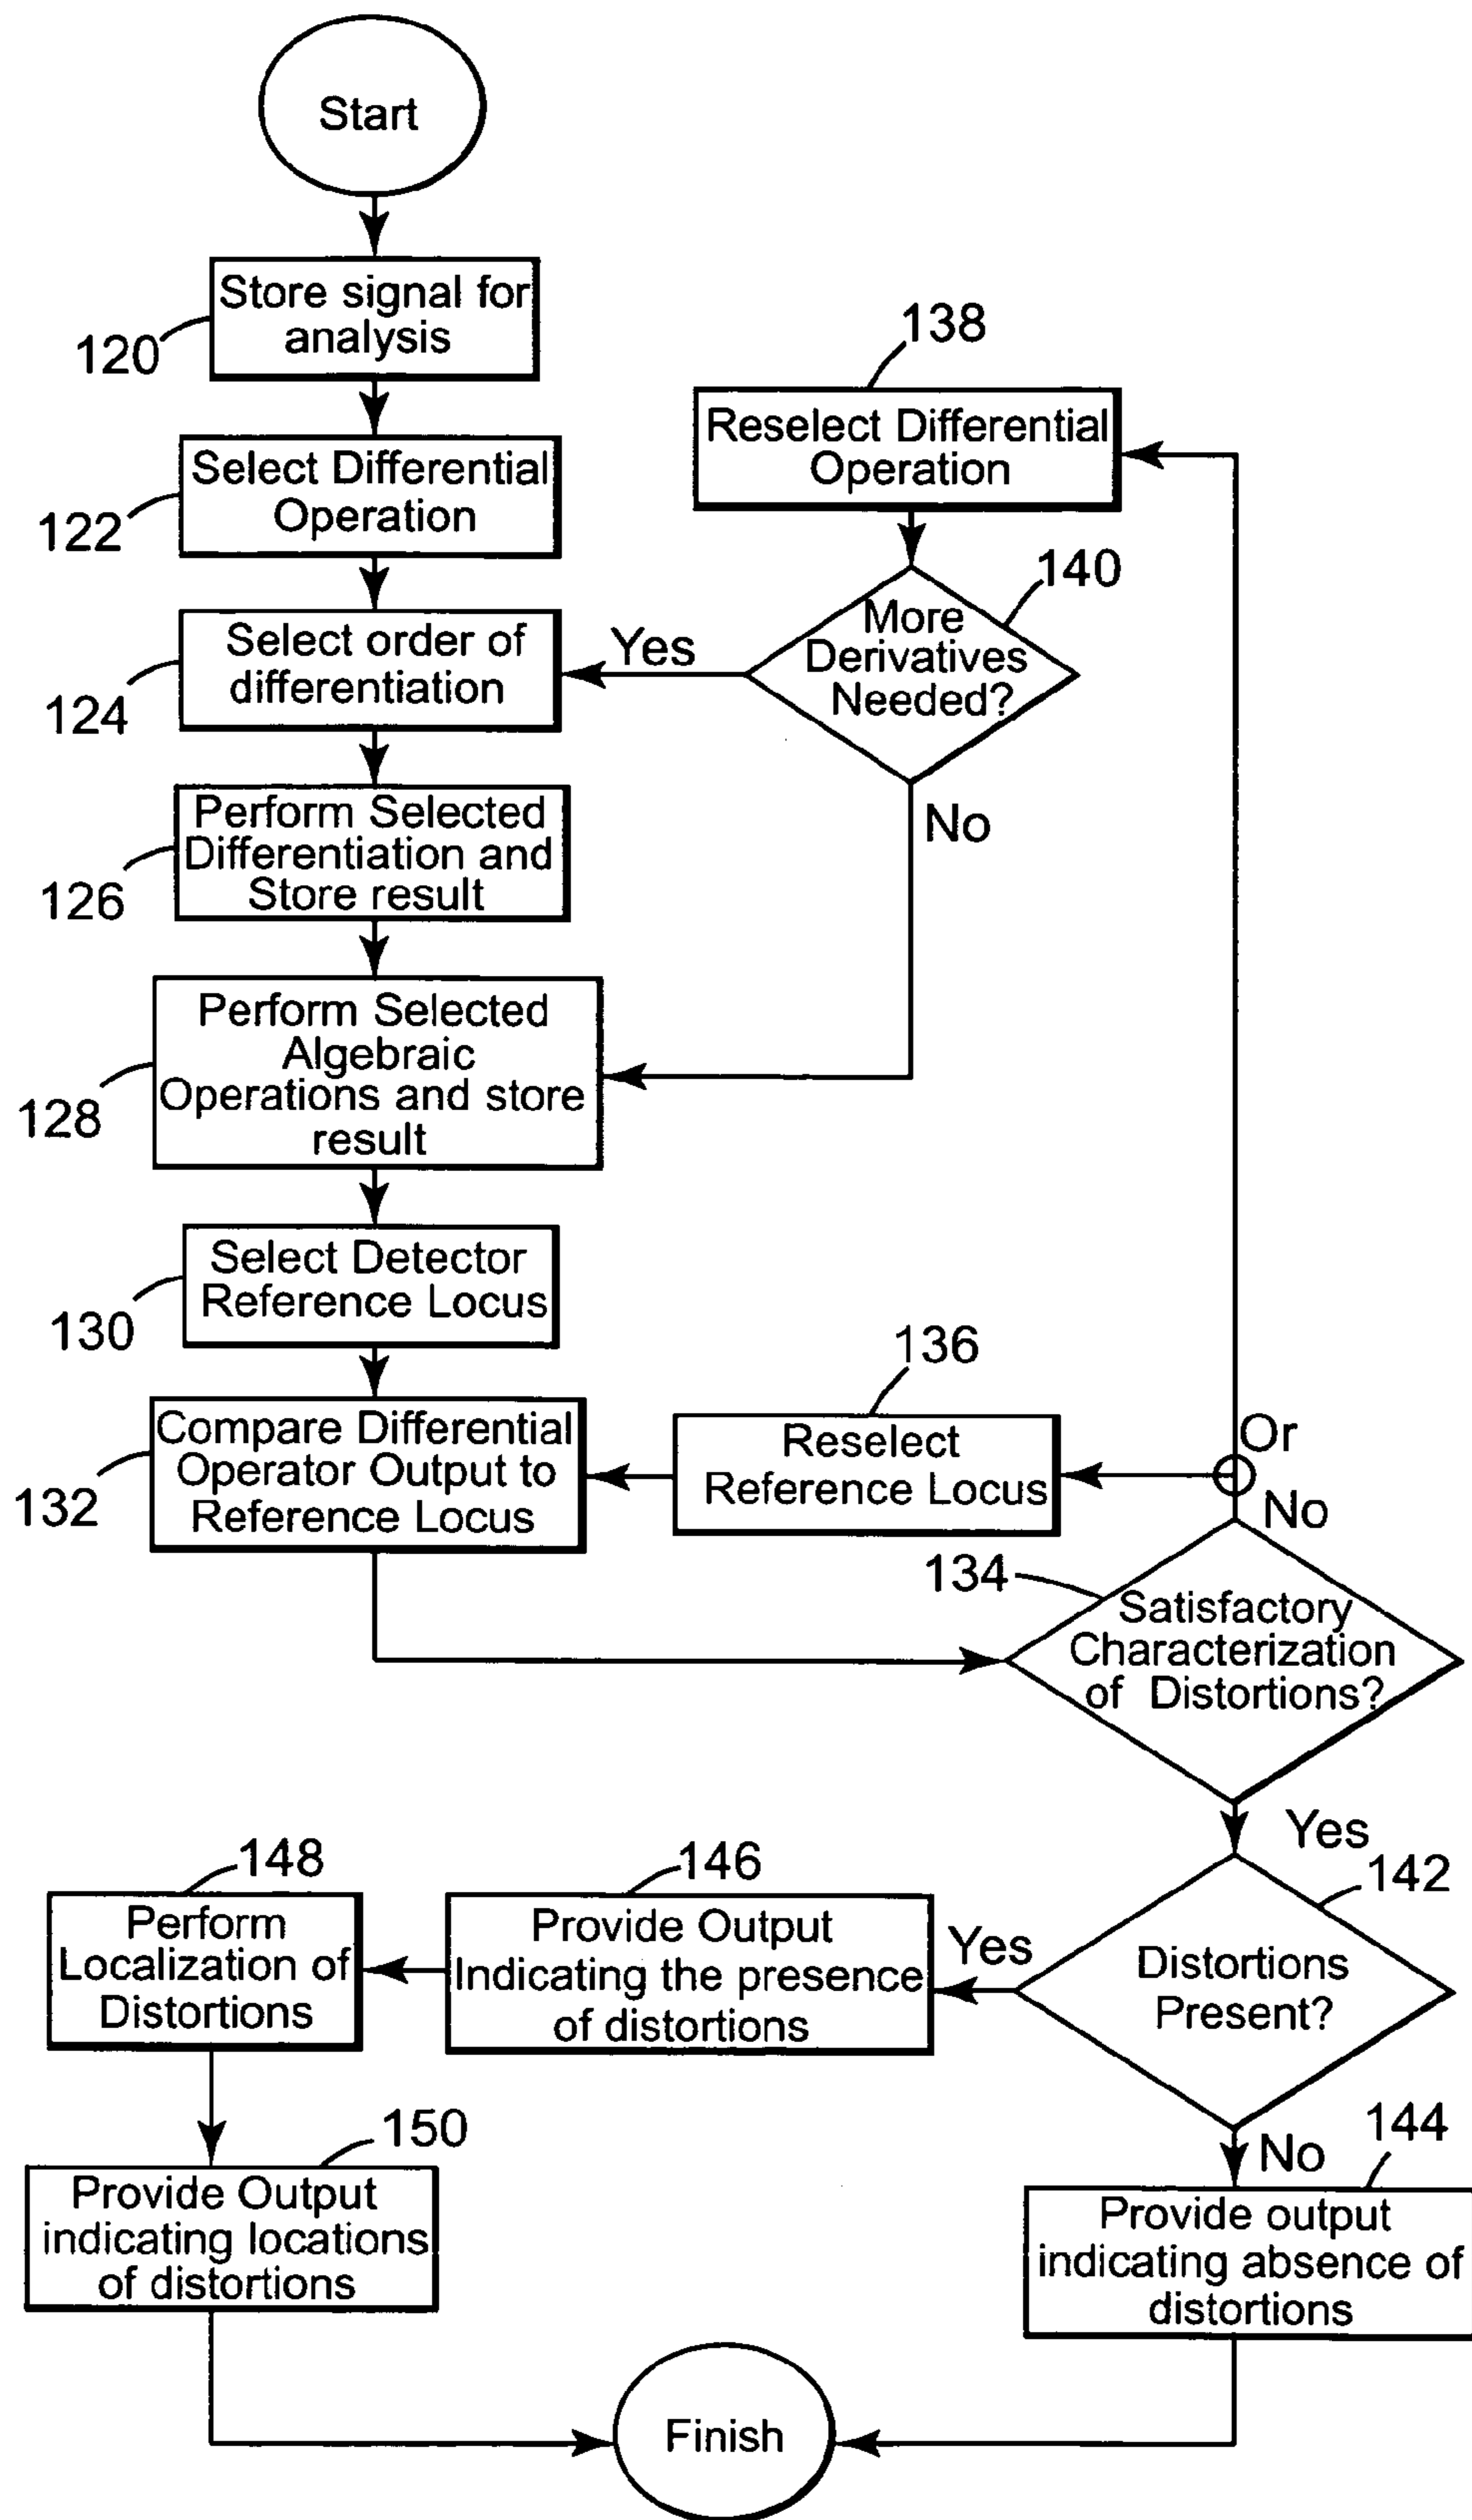 Start
Store signal for
analysis
120
138
Reselect Differential
Operation
Select Differential
Operation
122
140
More
Derivatives
Needed?
Yes
No
Select order of
differentiation
124
Perform Selected
Differentiation and
Store result
126
Perform Selected
Algebraic
Operations and store
result
128
Select Detector
Reference Locus
130
136
Reselect
Reference Locus
Or
No
Compare Differential
Operator Output to
Reference Locus
132
134
Satisfactory
Characterization
of Distortions?
Yes
142
Distortions
Present?
Yes
146
Provide Output
Indicating the presence
of distortions
148
Perform
Localization of
Distortions
No
144
Provide output
indicating absence of
distortions
150
Provide Output
indicating locations
of distortions
Finish